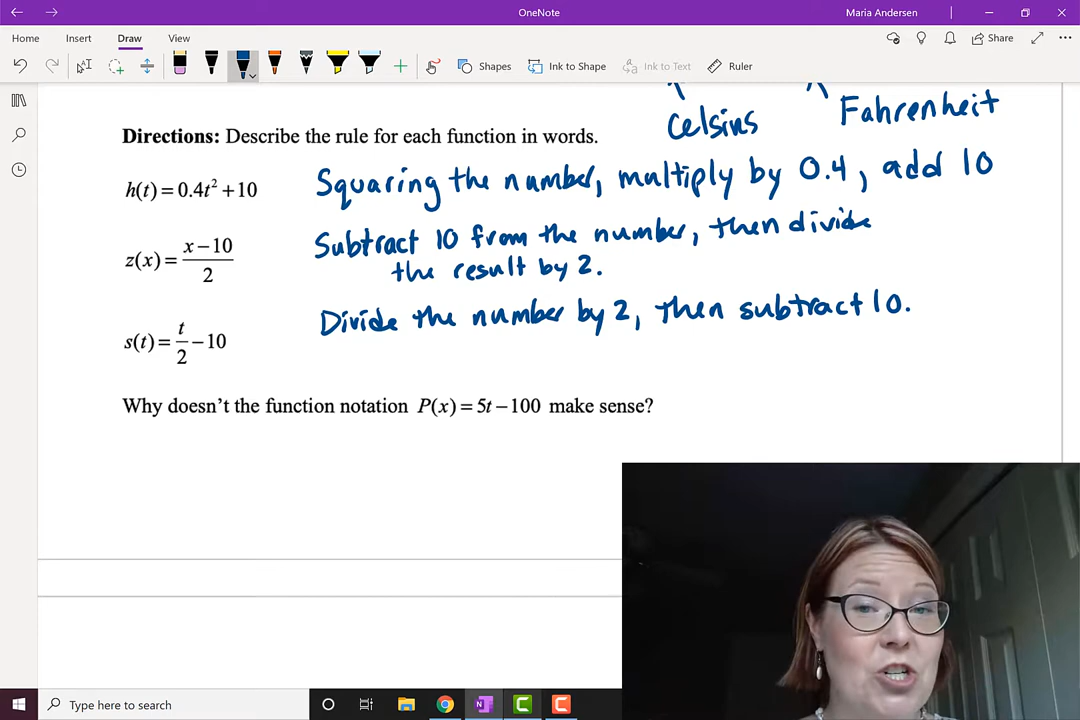 OneNote
Maria Andersen
Home Insert Draw View
Share
Shapes
Ink to Shape
Ink to Text
Ruler
Celsius
Fahrenheit
Directions: Describe the rule for each function in words.
h(t) = 0.4t² + 10
Squaring the number, multiply by 0.4, add 10
z(x) = x − 10 / 2
Subtract 10 from the number, then divide
the result by 2.
s(t) = t / 2 − 10
Divide the number by 2, then subtract 10.
Why doesn't the function notation P(x) = 5t − 100 make sense?
Type here to search